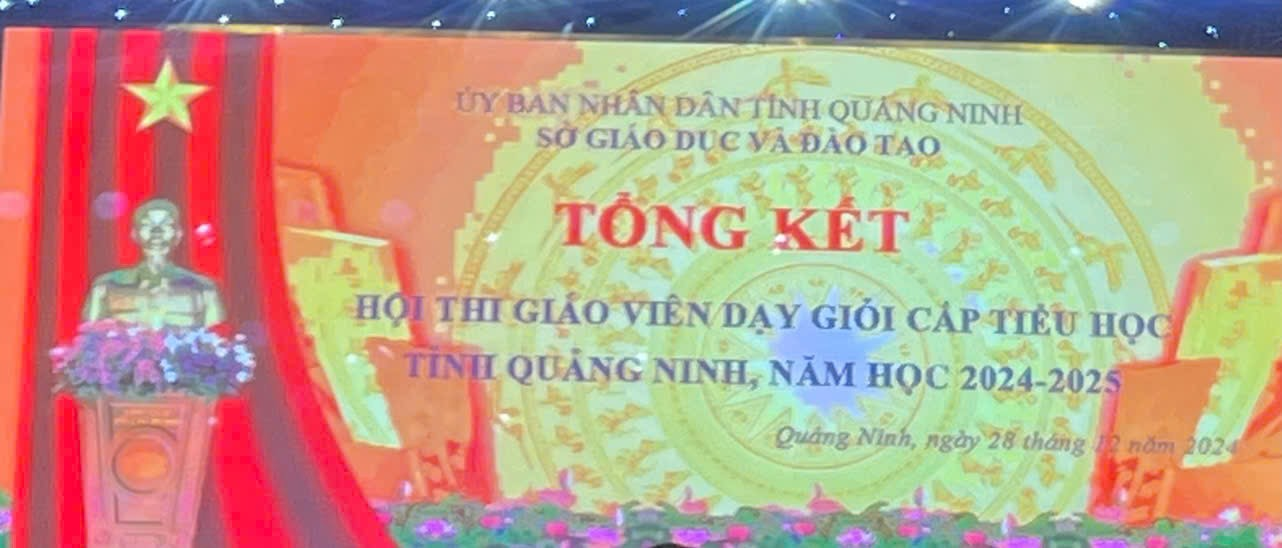 ỦY BAN NHÂN DÂN TỈNH QUẢNG NINH
SỞ GIÁO DỤC VÀ ĐÀO TẠO
TỔNG KẾT
HỘI THI GIÁO VIÊN DẠY GIỎI CẤP TIỂU HỌC
TỈNH QUẢNG NINH, NĂM HỌC 2024-2025
Quảng Ninh, ngày 28 tháng 12 năm 2024